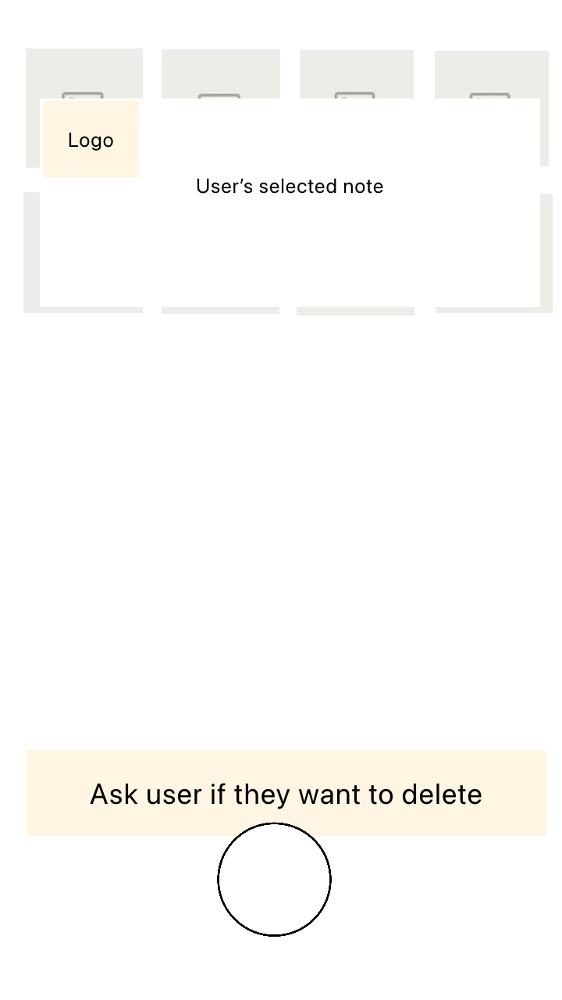 Logo
User’s selected note
Ask user if they want to delete